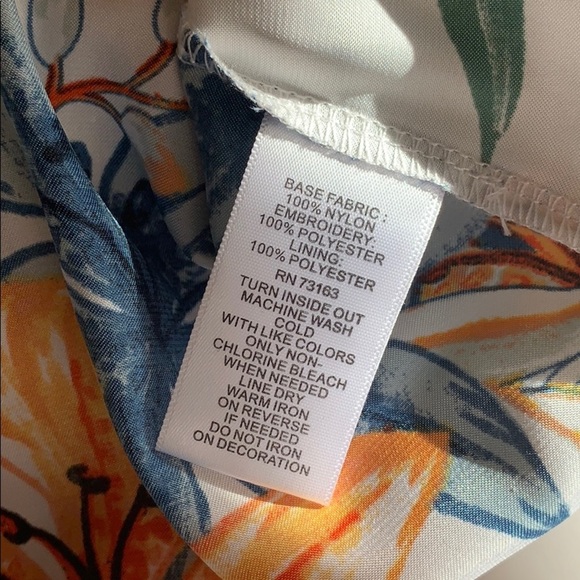 BASE FABRIC :
100% NYLON
EMBROIDERY:
100% POLYESTER
LINING:
100% POLYESTER
RN 73163
TURN INSIDE OUT
MACHINE WASH
COLD
WITH LIKE COLORS
ONLY NON-
CHLORINE BLEACH
WHEN NEEDED
LINE DRY
WARM IRON
ON REVERSE
IF NEEDED
DO NOT IRON
ON DECORATION